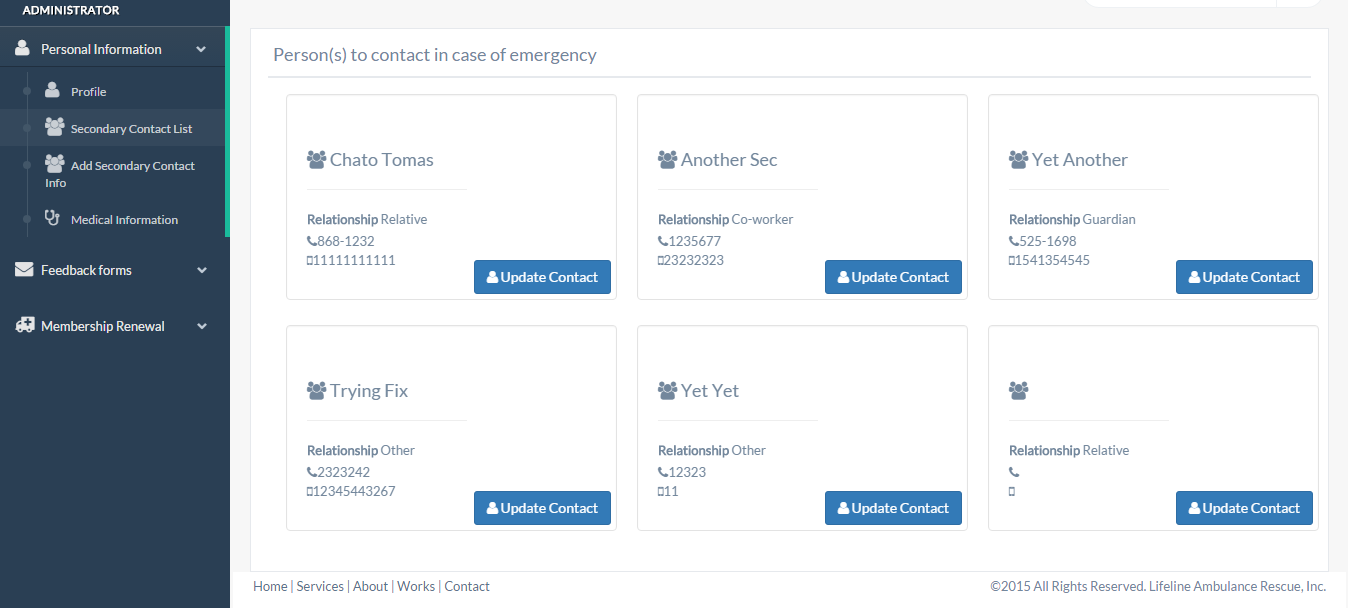 ADMINISTRATOR
Personal Information
Profile
Secondary Contact List
Add Secondary Contact
Info
Medical Information
Feedback forms
Membership Renewal
Person(s) to contact in case of emergency
Chato Tomas
Relationship Relative
868-1232
11111111111
Update Contact
Another Sec
Relationship Co-worker
1235677
23232323
Update Contact
Yet Another
Relationship Guardian
525-1698
1541354545
Update Contact
Trying Fix
Relationship Other
2323242
12345443267
Update Contact
Yet Yet
Relationship Other
12323
11
Update Contact
Relationship Relative
Update Contact
Home | Services | About | Works | Contact
©2015 All Rights Reserved. Lifeline Ambulance Rescue, Inc.